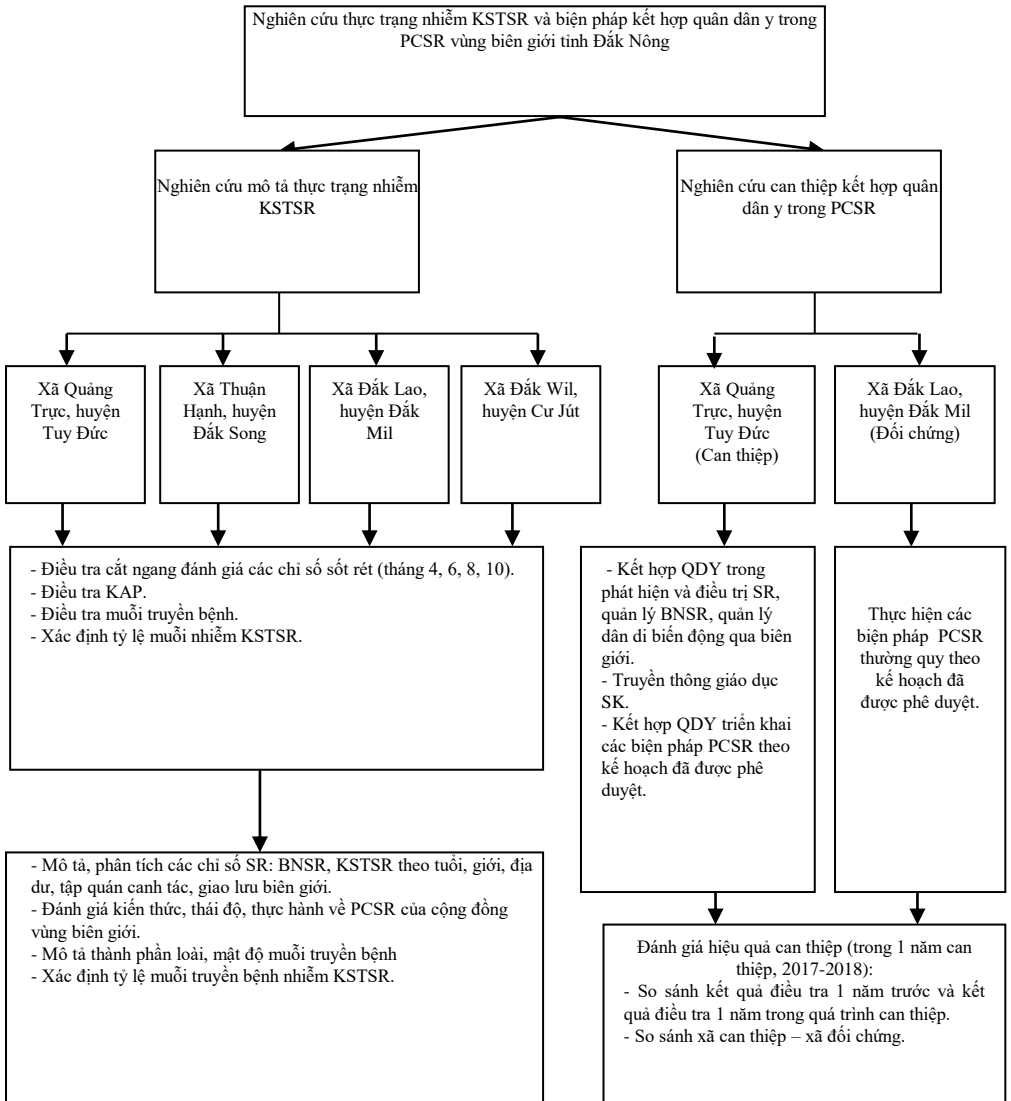 Nghiên cứu thực trạng nhiễm KSTSR và biện pháp kết hợp quân dân y trong
PCSR vùng biên giới tỉnh Đắk Nông
Nghiên cứu mô tả thực trạng nhiễm
KSTSR
Nghiên cứu can thiệp kết hợp quân
dân y trong PCSR
Xã Quảng
Trực, huyện
Tuy Đức
Xã Thuận
Hạnh, huyện
Đắk Song
Xã Đắk Lao,
huyện Đắk
Mil
Xã Đắk Wil,
huyện Cư Jút
Xã Quảng
Trực, huyện
Tuy Đức
(Can thiệp)
Xã Đắk Lao,
huyện Đắk Mil
(Đối chứng)
- Điều tra cắt ngang đánh giá các chỉ số sốt rét (tháng 4, 6, 8, 10).
- Điều tra KAP.
- Điều tra muỗi truyền bệnh.
- Xác định tỷ lệ muỗi nhiễm KSTSR.
- Kết hợp QDY trong
phát hiện và điều trị SR,
quản lý BNSR, quản lý
dân di biến động qua biên
giới.
- Truyền thông giáo dục
SK.
- Kết hợp QDY triển khai
các biện pháp PCSR theo
kế hoạch đã được phê
duyệt.
Thực hiện các
biện pháp PCSR
thường quy theo
kế hoạch đã
được phê duyệt.
- Mô tả, phân tích các chỉ số SR: BNSR, KSTSR theo tuổi, giới, địa
dư, tập quán canh tác, giao lưu biên giới.
- Đánh giá kiến thức, thái độ, thực hành về PCSR của cộng đồng
vùng biên giới.
- Mô tả thành phần loài, mật độ muỗi truyền bệnh
- Xác định tỷ lệ muỗi truyền bệnh nhiễm KSTSR.
Đánh giá hiệu quả can thiệp (trong 1 năm can
thiệp, 2017-2018):
- So sánh kết quả điều tra 1 năm trước và kết
quả điều tra 1 năm trong quá trình can thiệp.
- So sánh xã can thiệp – xã đối chứng.